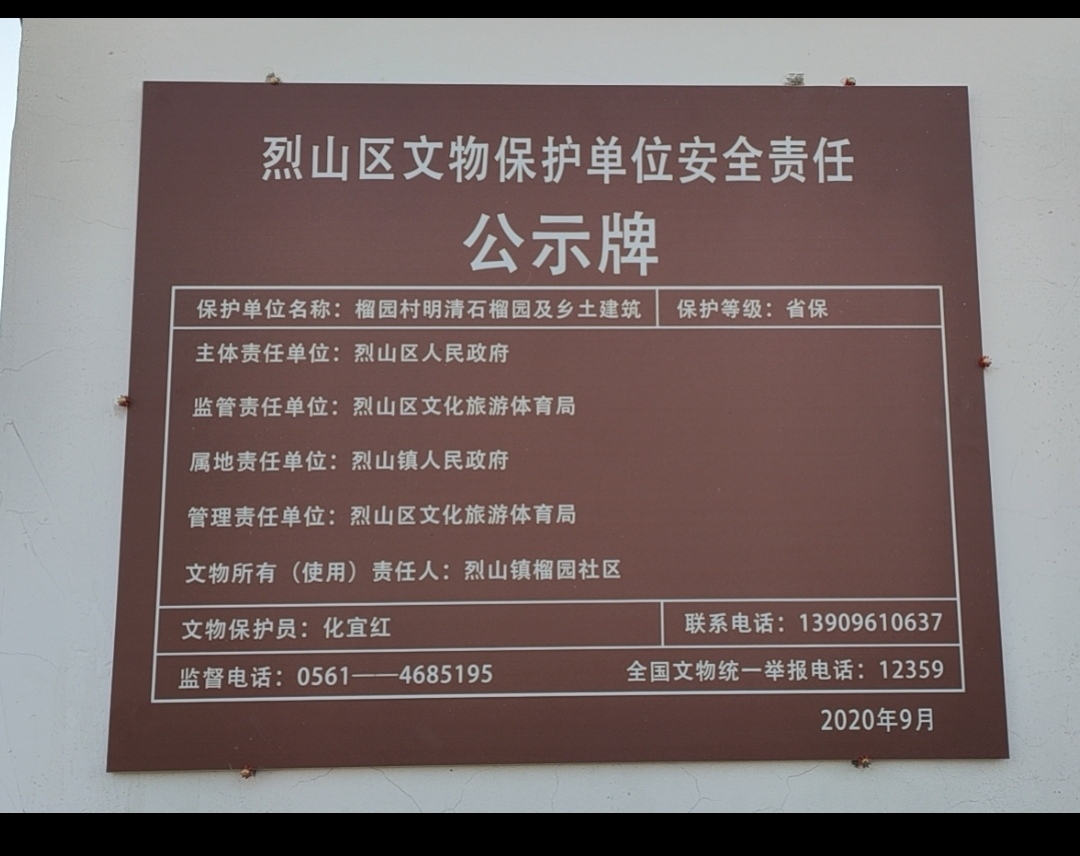 烈山区文物保护单位安全责任
公示牌
保护单位名称：榴园村明清石榴园及乡土建筑 保护等级：省保
主体责任单位：烈山区人民政府
监管责任单位：烈山区文化旅游体育局
属地责任单位：烈山镇人民政府
管理责任单位：烈山区文化旅游体育局
文物所有（使用）责任人：烈山镇榴园社区
文物保护员：化宜红 联系电话：13909610637
监督电话：0561——4685195 全国文物统一举报电话：12359
2020年9月